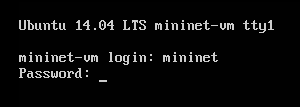 Ubuntu 14.04 LTS mininet-vm tty1
mininet-vm login: mininet
Password: _